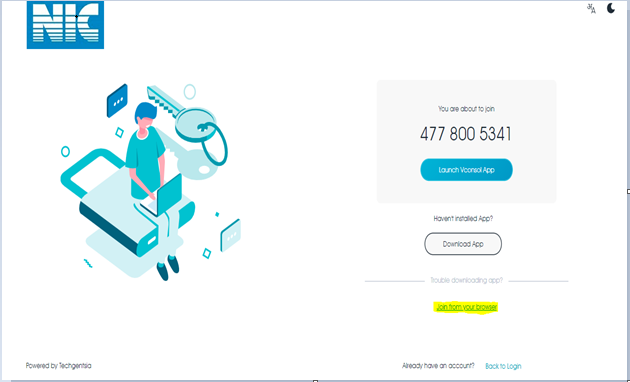 NIC
You are about to join
477 800 5341
Launch Vconsol App
Haven't installed App?
Download App
Trouble downloading app?
Join from your browser
Powered by Techgentsia
Already have an account? Back to Login